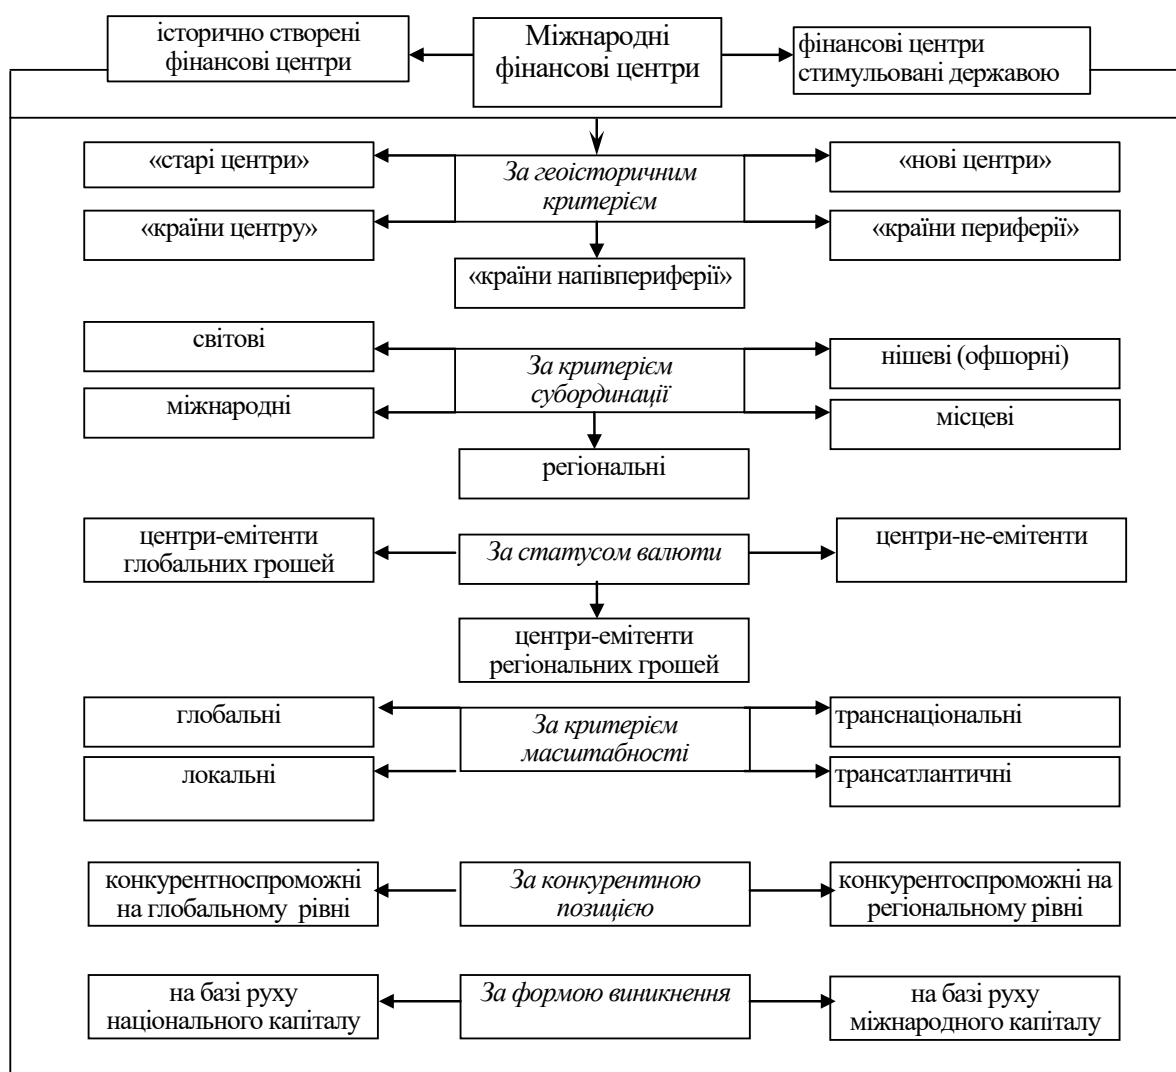 історично створені
фінансові центри
Міжнародні
фінансові центри
фінансові центри
стимульовані державою
«старі центри»
За геоісторичним
критерієм
«нові центри»
«країни центру»
«країни периферії»
«країни напівпериферії»
світові
За критерієм
субординації
нішеві (офшорні)
міжнародні
місцеві
регіональні
центри-емітенти
глобальних грошей
За статусом валюти
центри-не-емітенти
центри-емітенти
регіональних грошей
глобальні
За критерієм
масштабності
транснаціональні
локальні
трансатлантичні
конкурентноспроможні
на глобальному рівні
За конкурентною
позицією
конкурентоспроможні на
регіональному рівні
на базі руху
національного капіталу
За формою виникнення
на базі руху
міжнародного капіталу